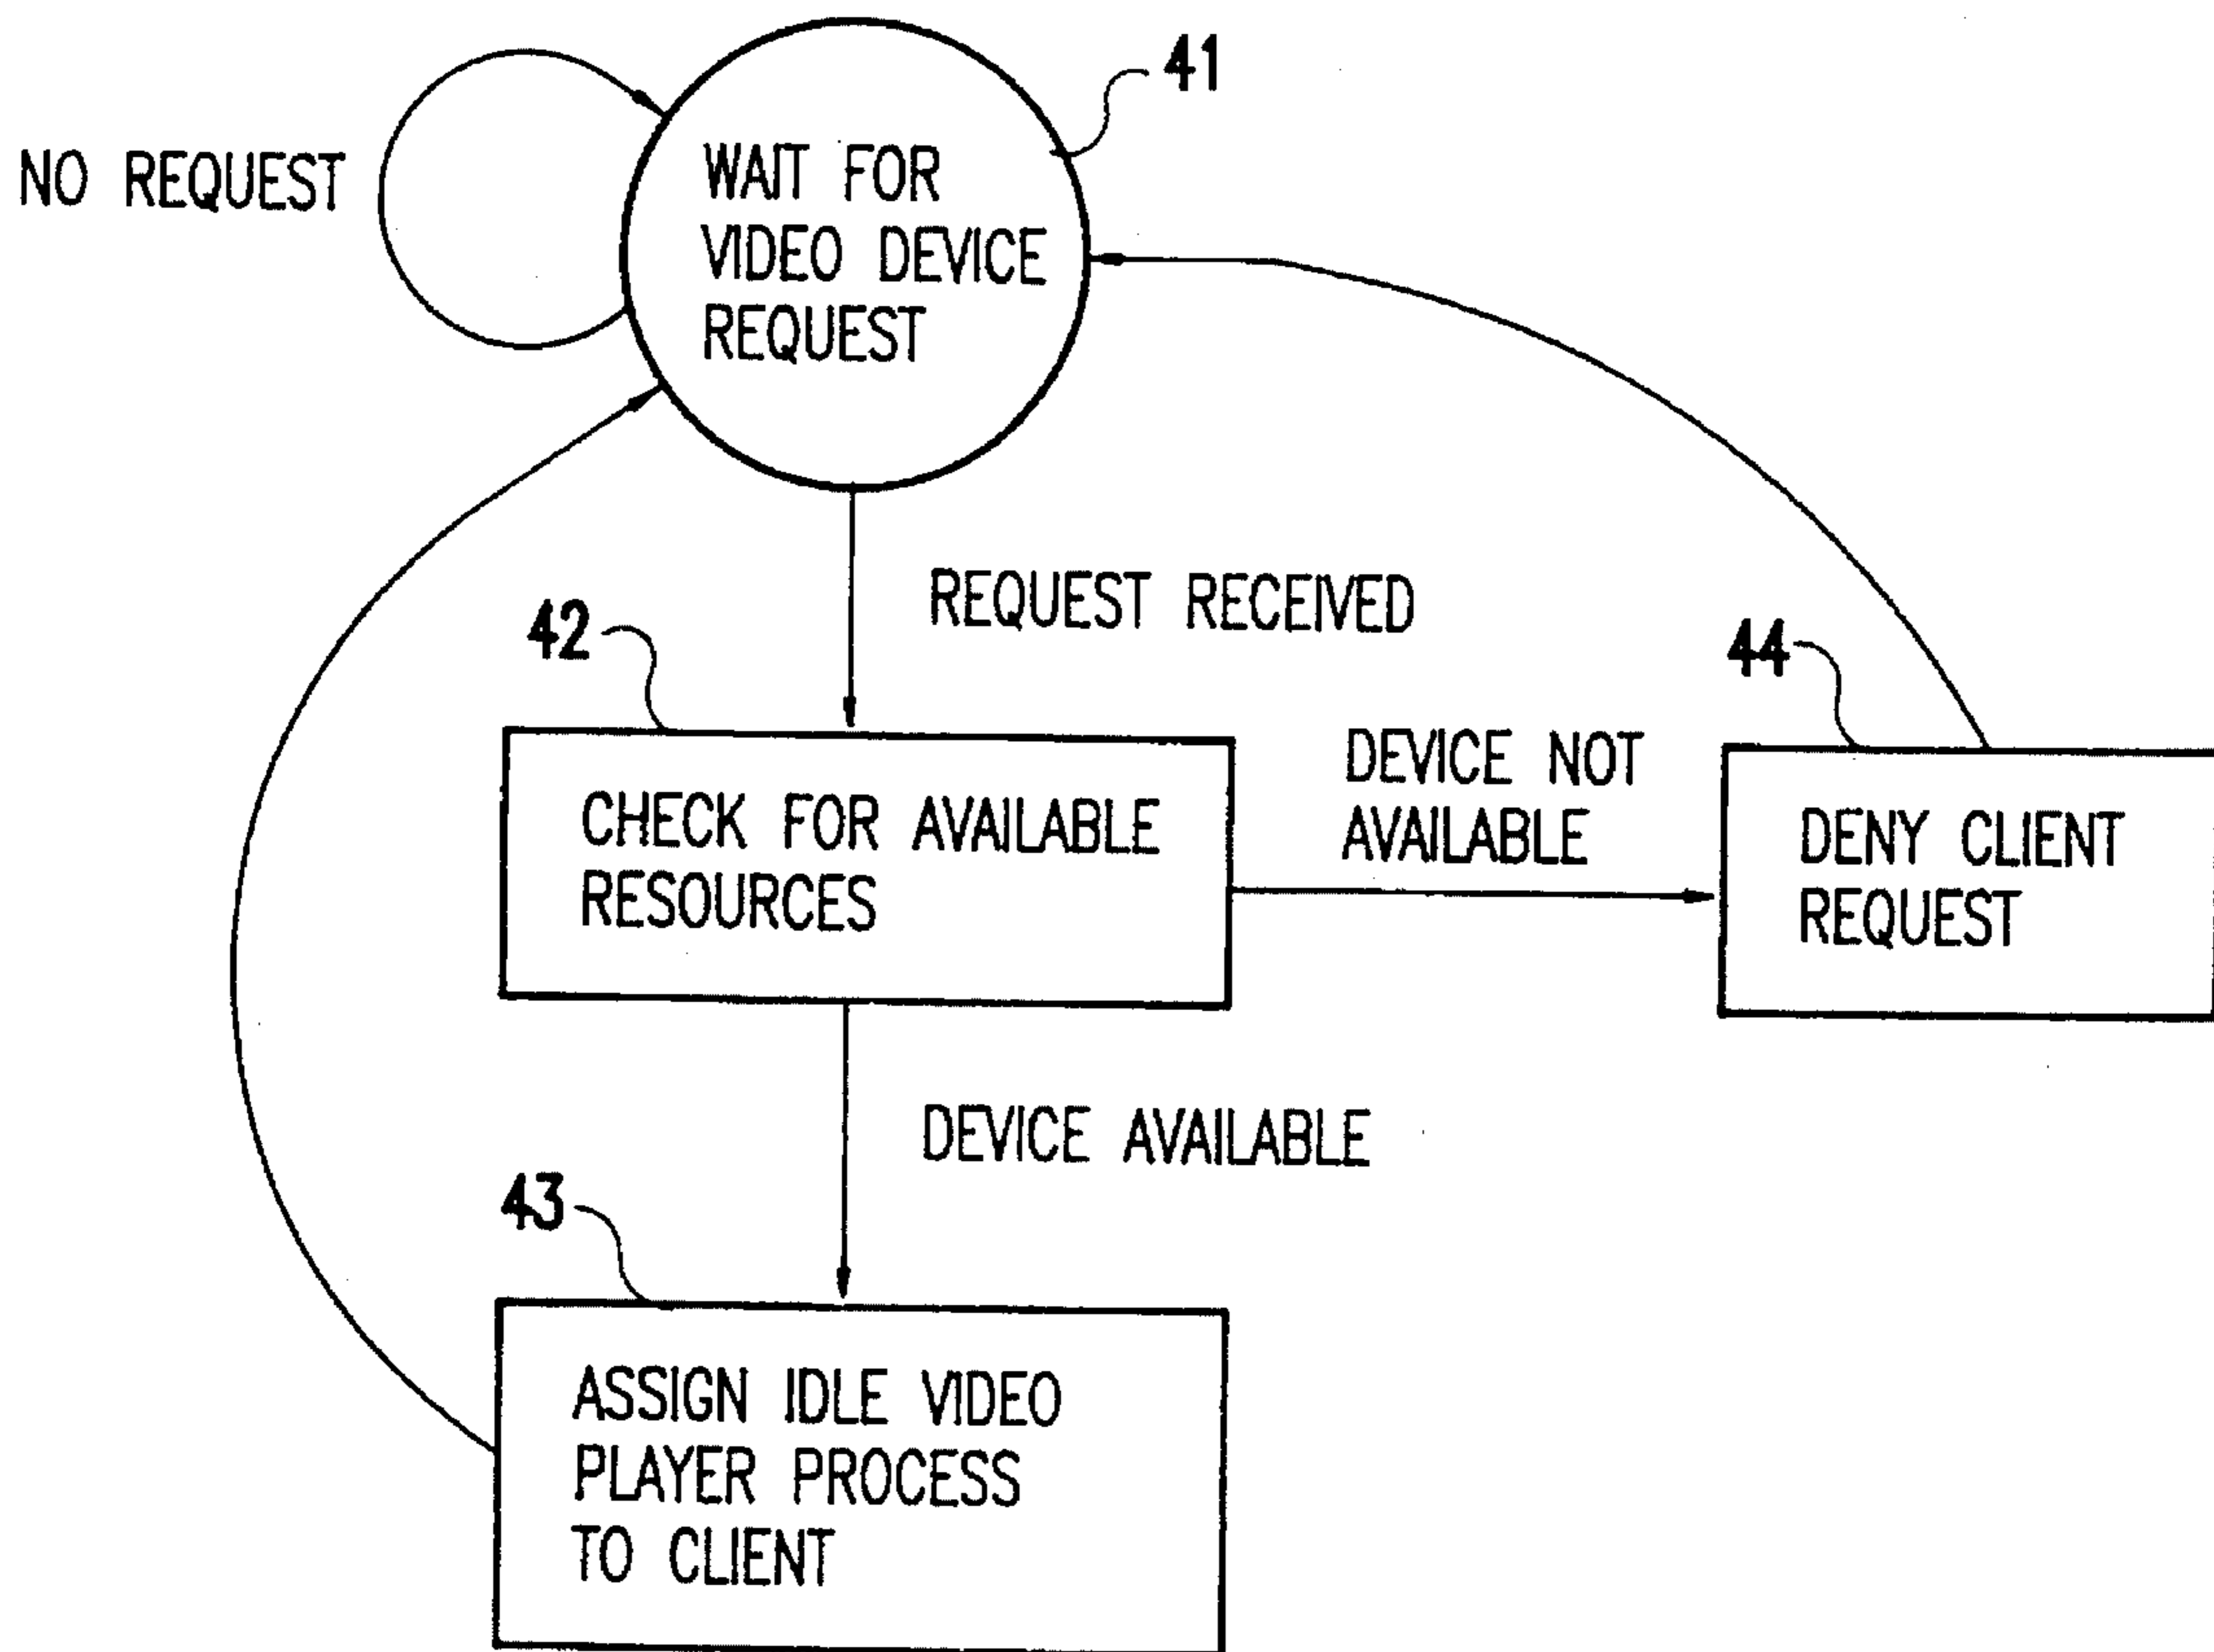 41
NO REQUEST
WAIT FOR
VIDEO DEVICE
REQUEST
REQUEST RECEIVED
42
44
CHECK FOR AVAILABLE
RESOURCES
DEVICE NOT
AVAILABLE
DENY CLIENT
REQUEST
DEVICE AVAILABLE
43
ASSIGN IDLE VIDEO
PLAYER PROCESS
TO CLIENT